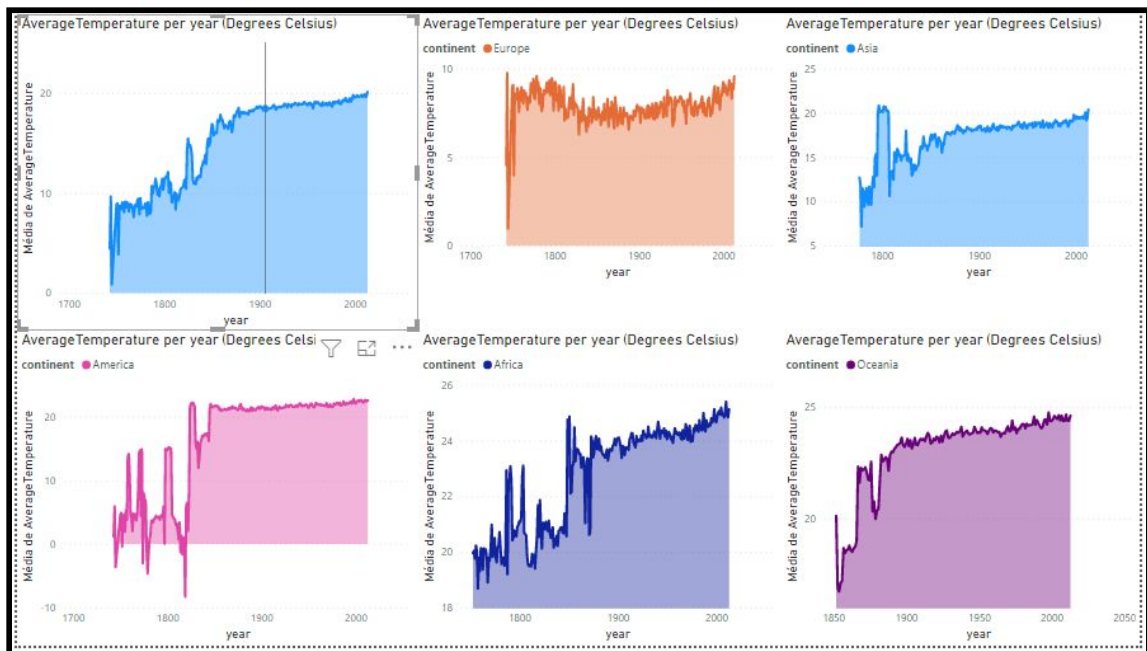 AverageTemperature per year (Degrees Celsius)
Média de AverageTemperature
20
10
0
1700
1800
1900
2000
year
AverageTemperature per year (Degrees Celsius)
continent Europe
Média de AverageTemperature
10
5
0
1700
1800
1900
2000
year
AverageTemperature per year (Degrees Celsius)
continent Asia
Média de AverageTemperature
25
20
15
10
5
1800
1900
2000
year
AverageTemperature per year (Degrees Celsi
continent America
Média de AverageTemperature
20
10
0
-10
1700
1800
1900
2000
year
AverageTemperature per year (Degrees Celsius)
continent Africa
Média de AverageTemperature
26
24
22
20
18
1800
1900
2000
year
AverageTemperature per year (Degrees Celsius)
continent Oceania
Média de AverageTemperature
25
20
1850
1900
1950
2000
2050
year